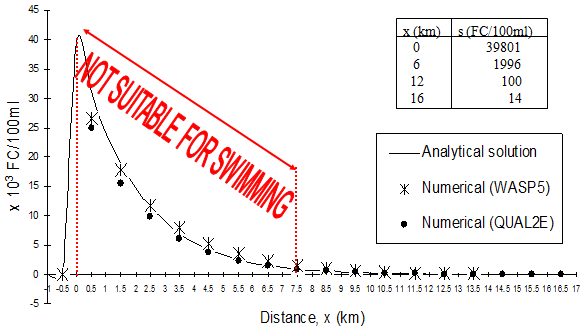 x (km) s (FC/100ml)
0 39801
6 1996
12 100
16 14
NOT SUITABLE FOR SWIMMING
Analytical solution
Numerical (WASP5)
Numerical (QUAL2E)
x 10³ FC/100ml
45
40
35
30
25
20
15
10
5
0
-5
-1 -0.5 0 0.5 1 1.5 2 2.5 3 3.5 4 4.5 5 5.5 6 6.5 7 7.5 8 8.5 9 9.5 10 10.5 11 11.5 12 12.5 13 13.5 14 14.5 15 15.5 16 16.5 17
Distance, x (km)